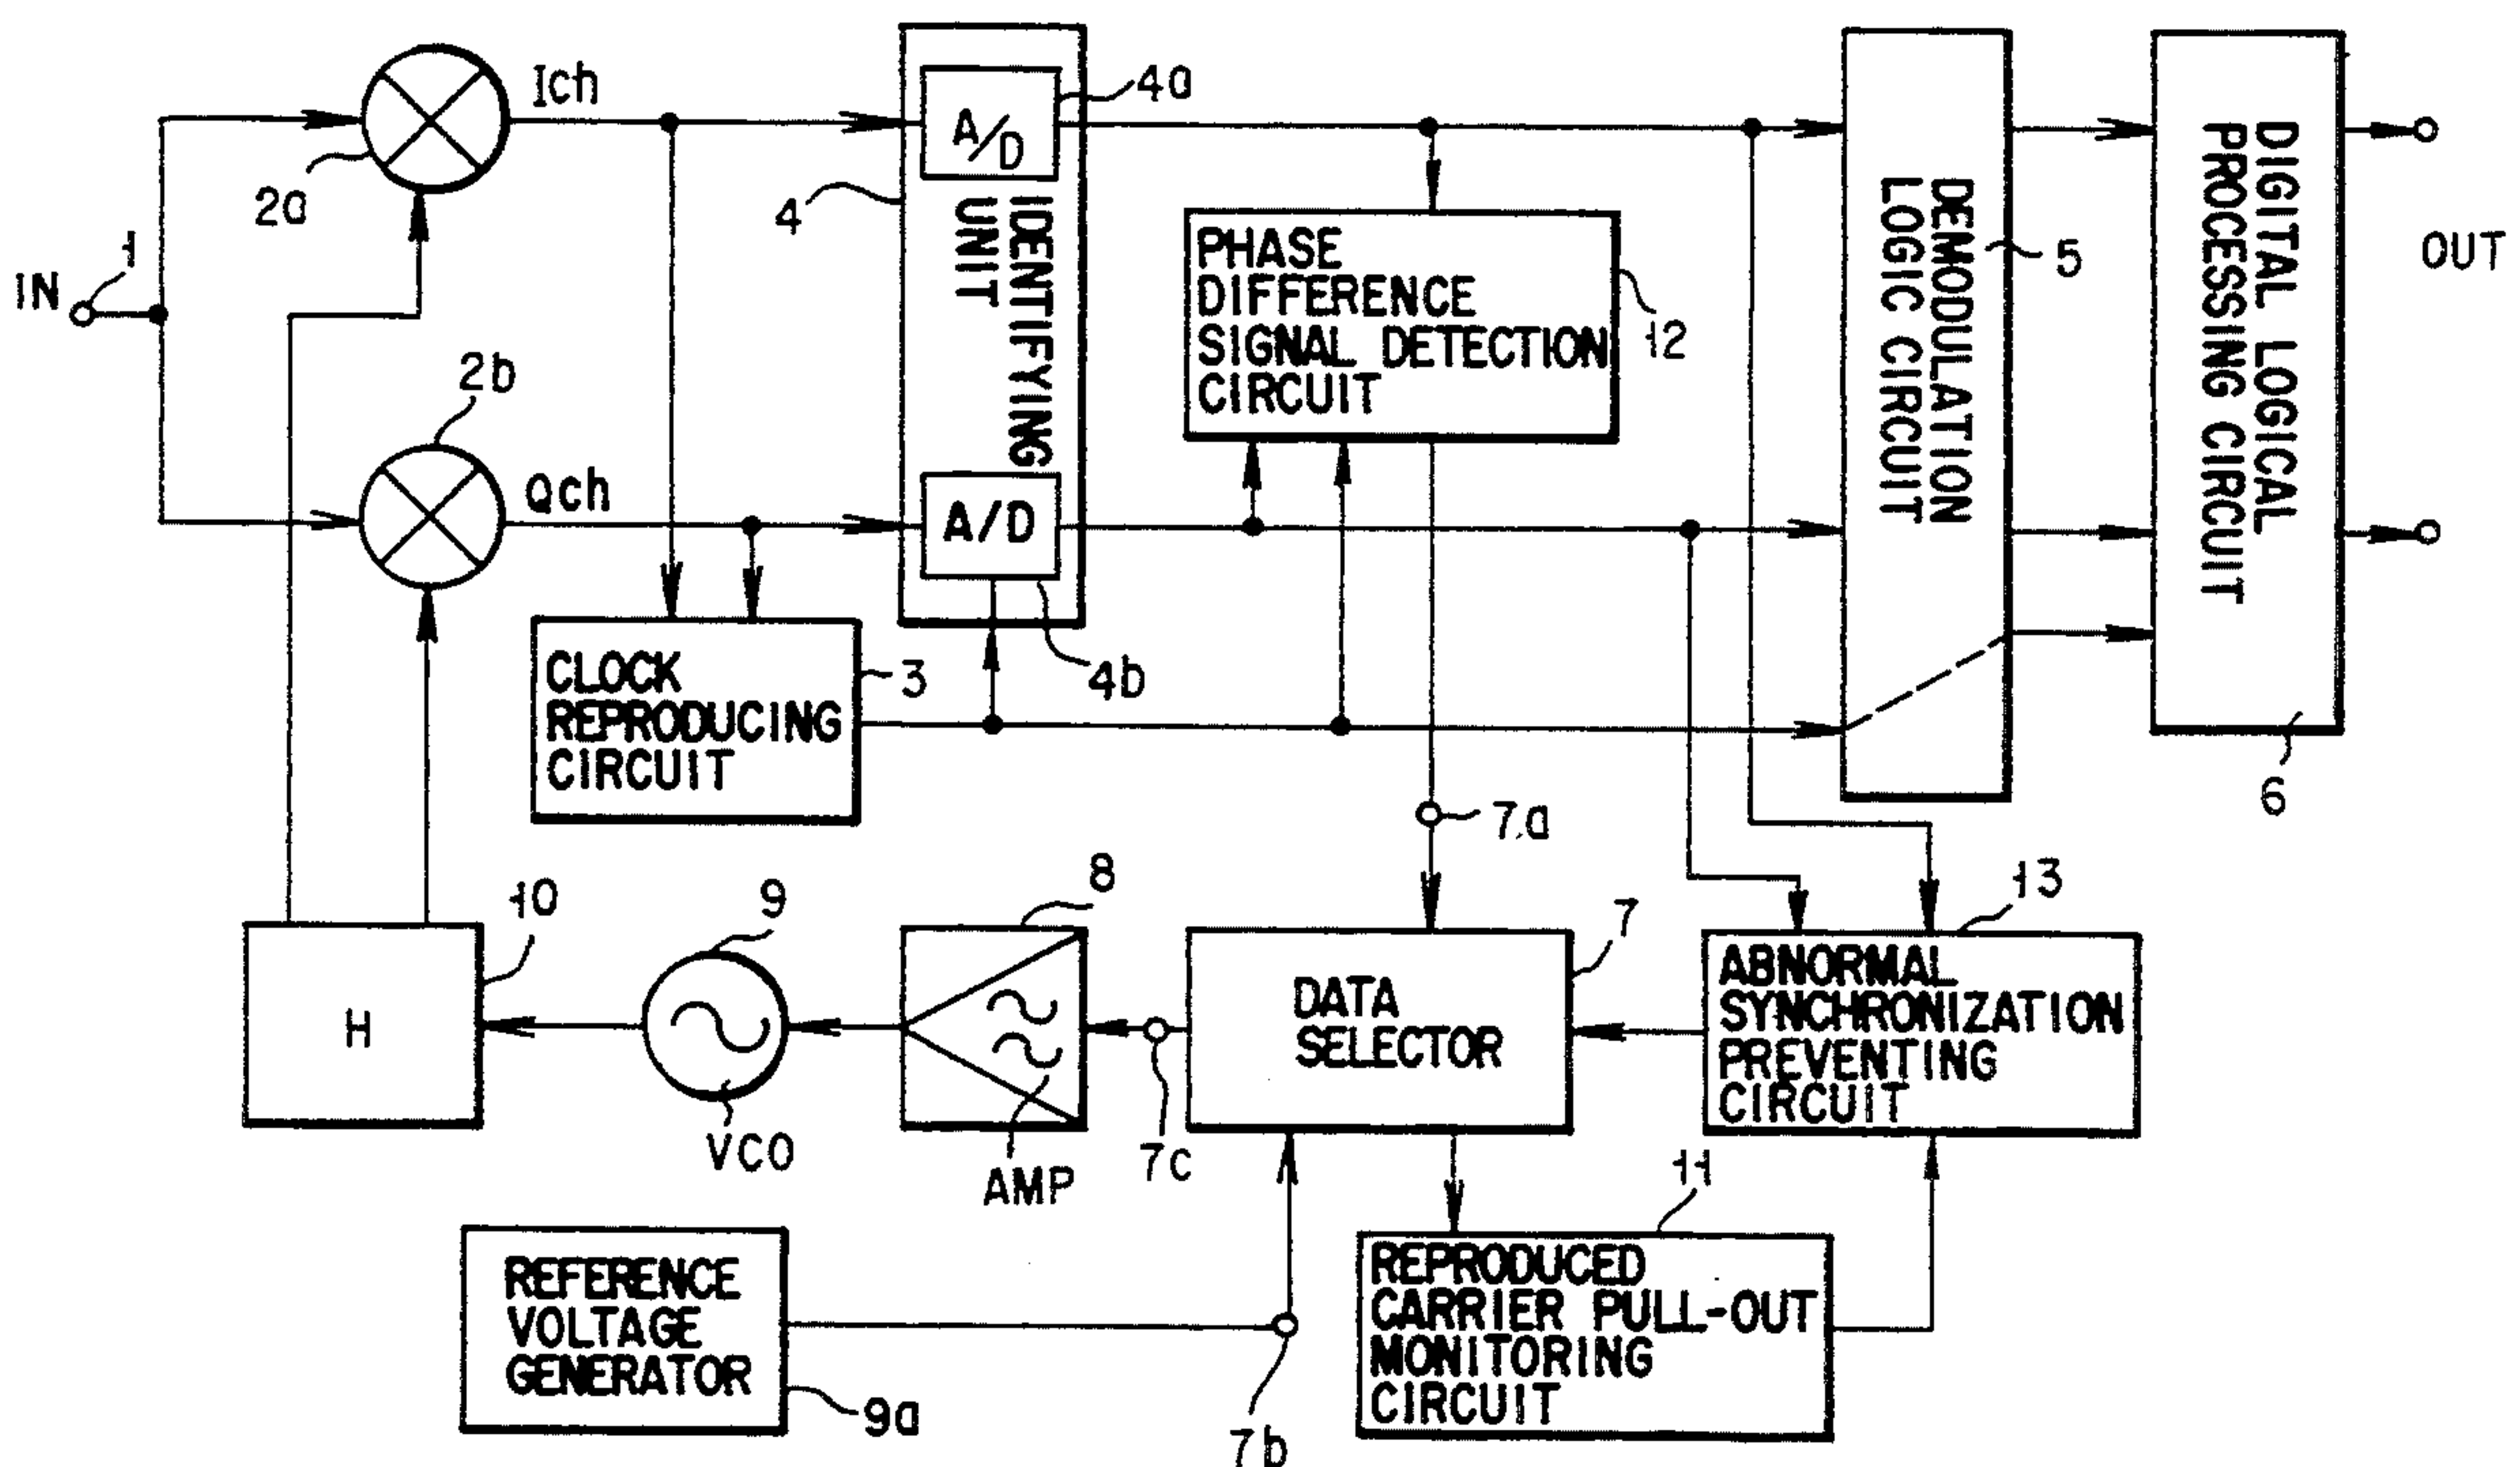 IN
1
2a
Ich
2b
Qch
4
A/D
4a
IDENTIFYING
UNIT
A/D
4b
PHASE
DIFFERENCE
SIGNAL DETECTION
CIRCUIT
12
DEMODULATION
LOGIC CIRCUIT
5
DIGITAL LOGICAL
PROCESSING CIRCUIT
6
OUT
CLOCK
REPRODUCING
CIRCUIT
3
7a
H
10
9
VCO
8
AMP
7c
DATA
SELECTOR
7
13
ABNORMAL
SYNCHRONIZATION
PREVENTING
CIRCUIT
REFERENCE
VOLTAGE
GENERATOR
9a
7b
11
REPRODUCED
CARRIER PULL-OUT
MONITORING
CIRCUIT